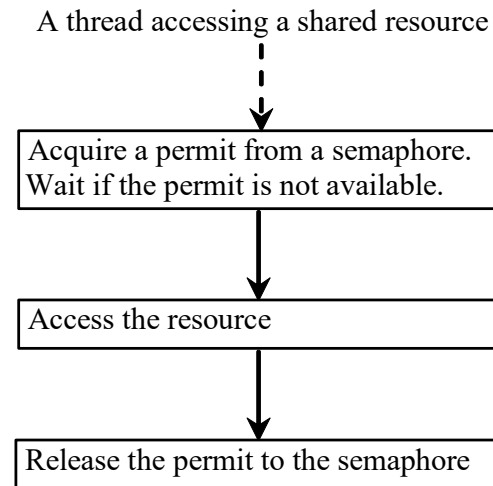 A thread accessing a shared resource
Acquire a permit from a semaphore.
Wait if the permit is not available.
Access the resource
Release the permit to the semaphore